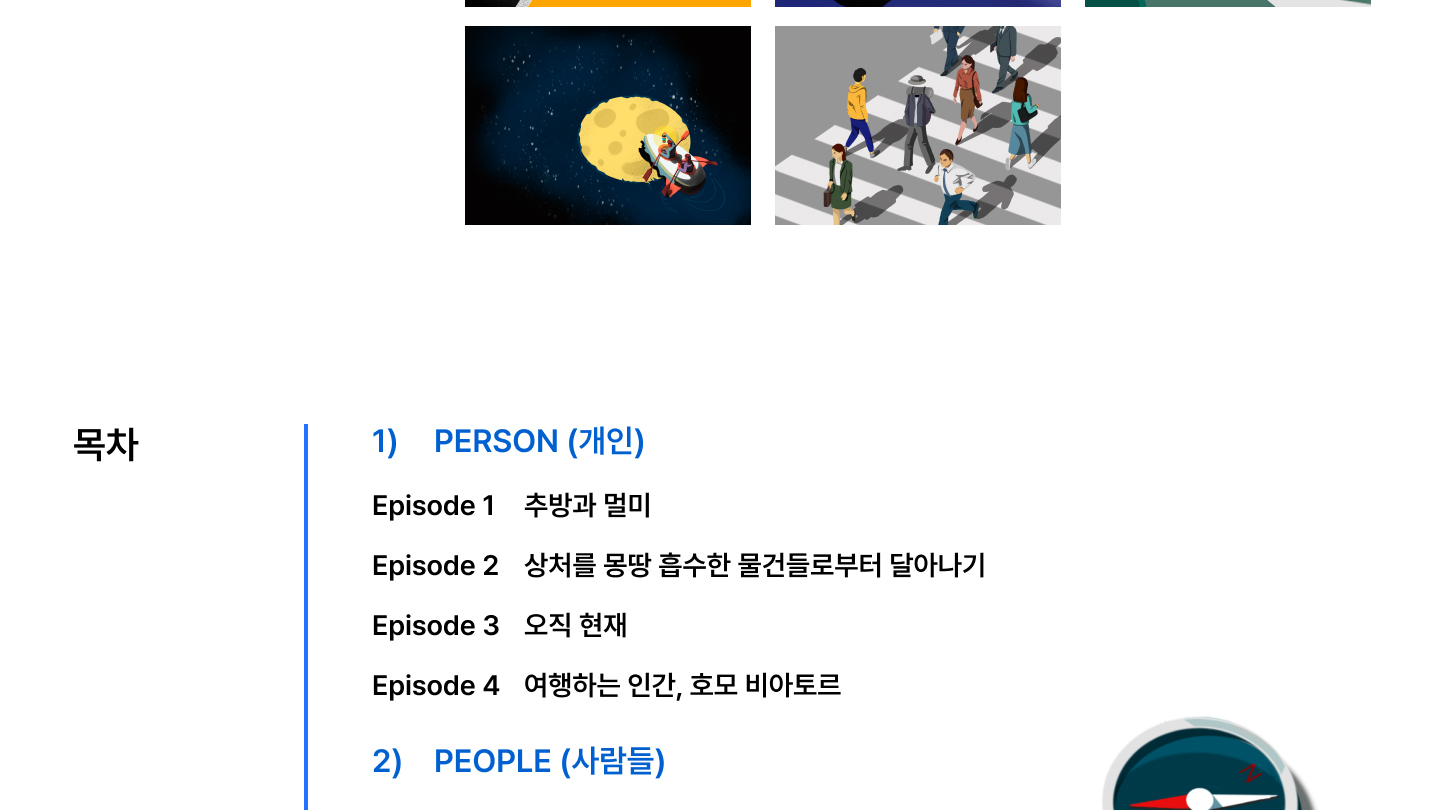 목차
1) PERSON (개인)
Episode 1 추방과 멀미
Episode 2 상처를 몽땅 흡수한 물건들로부터 달아나기
Episode 3 오직 현재
Episode 4 여행하는 인간, 호모 비아토르
2) PEOPLE (사람들)
N